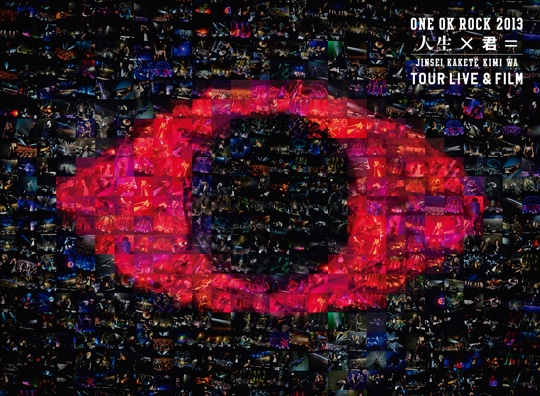 ONE OK ROCK 2013
人生×君＝
JINSEI KAKETE KIMI WA
TOUR LIVE & FILM